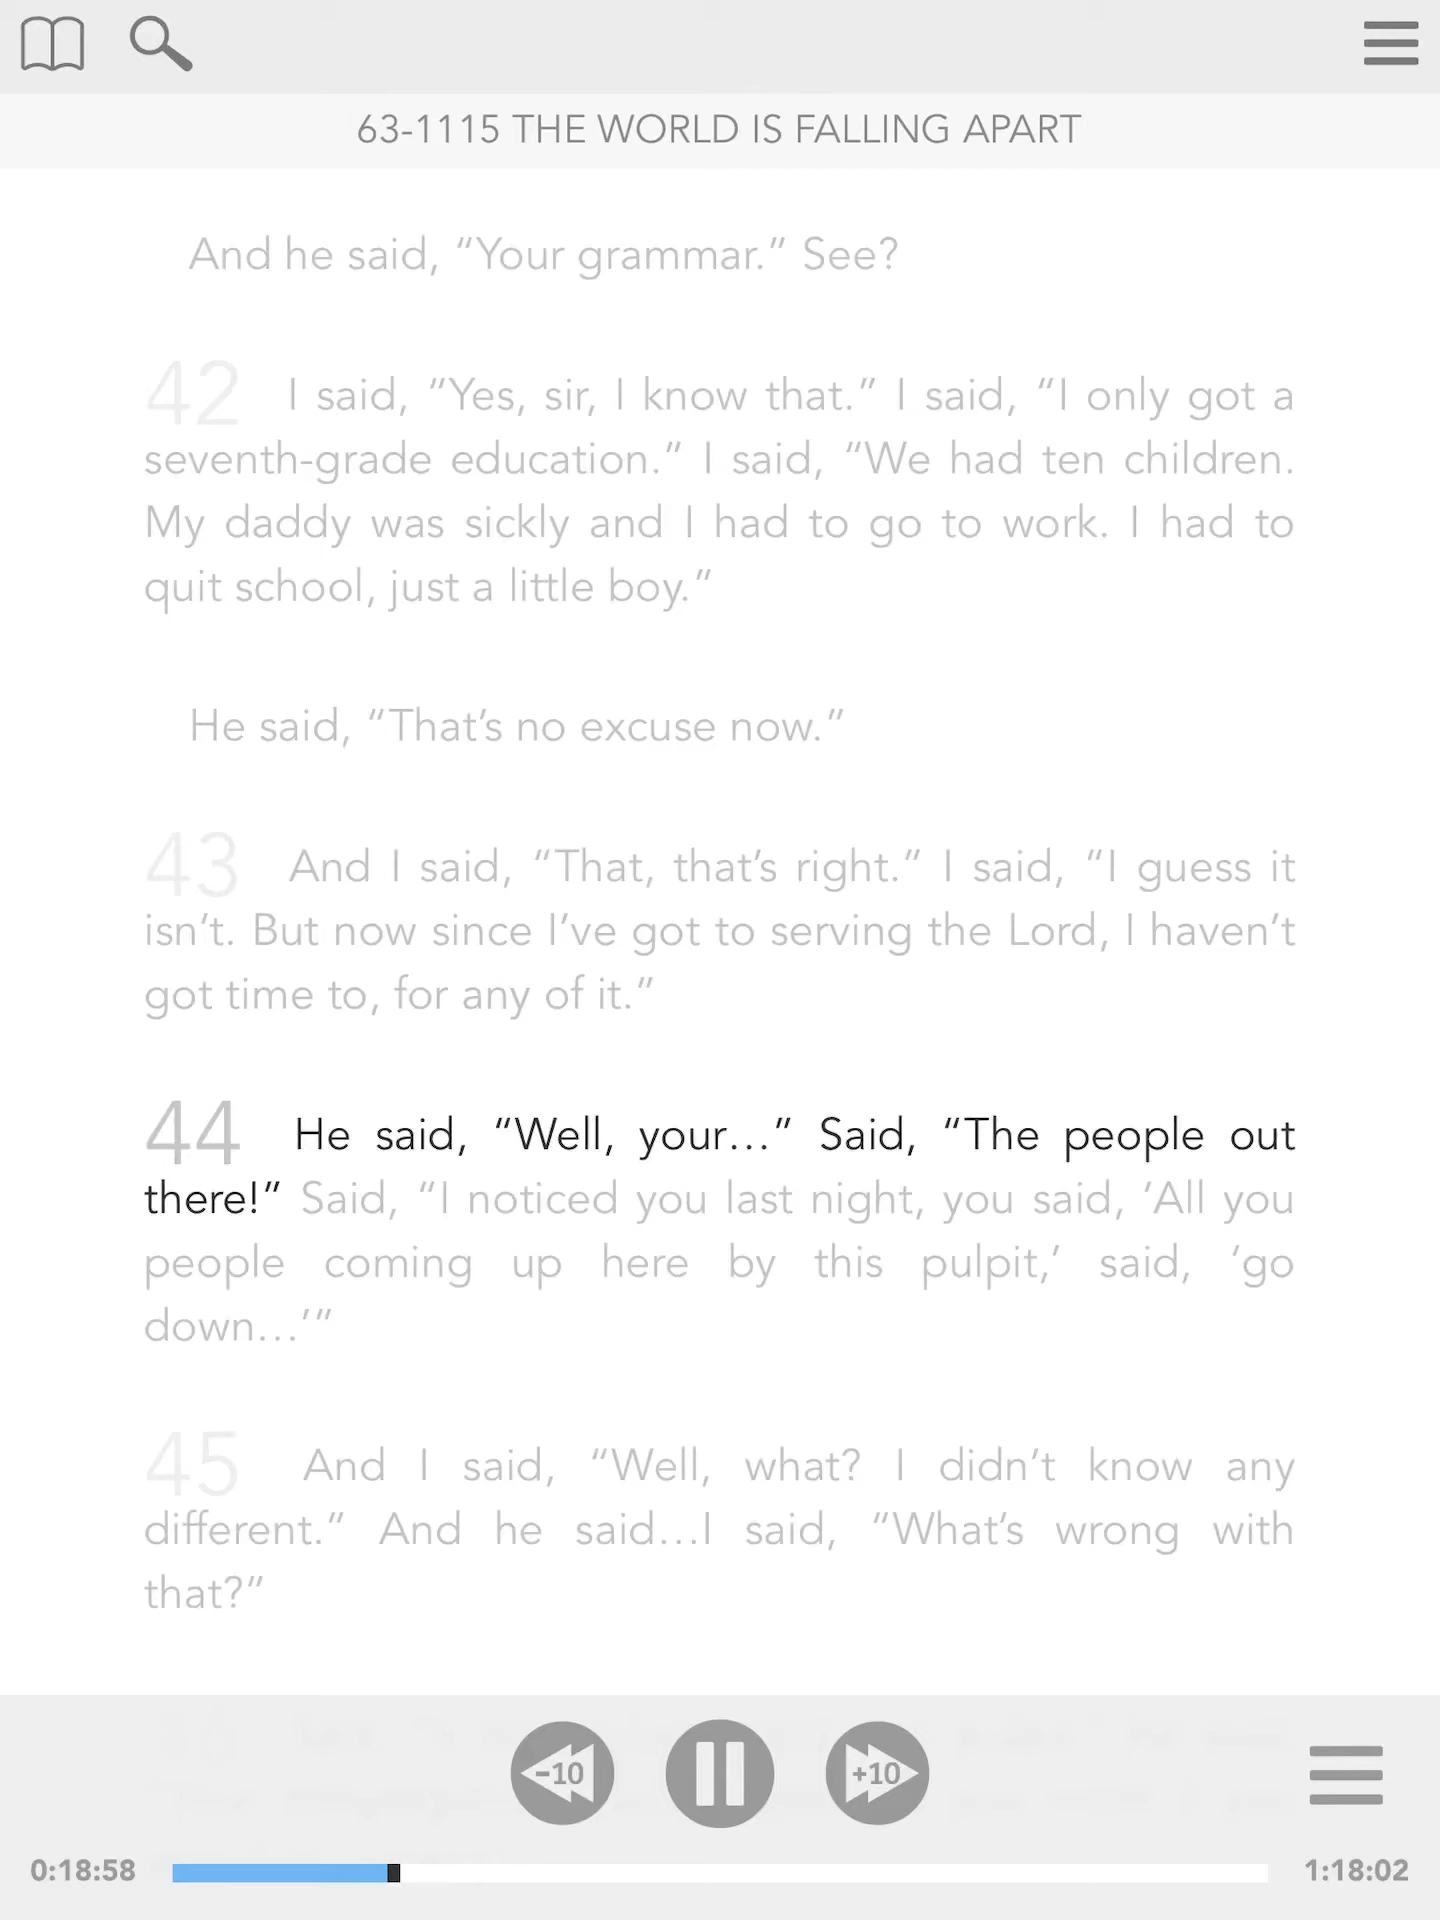 63-1115 THE WORLD IS FALLING APART
And he said, “Your grammar.” See?
42 I said, “Yes, sir, I know that.” I said, “I only got a
seventh-grade education.” I said, “We had ten children.
My daddy was sickly and I had to go to work. I had to
quit school, just a little boy.”
He said, “That’s no excuse now.”
43 And I said, “That, that’s right.” I said, “I guess it
isn’t. But now since I’ve got to serving the Lord, I haven’t
got time to, for any of it.”
44 He said, “Well, your…” Said, “The people out
there!” Said, “I noticed you last night, you said, ‘All you
people coming up here by this pulpit,’ said, ‘go
down…’”
45 And I said, “Well, what? I didn’t know any
different.” And he said…I said, “What’s wrong with
that?”
-10 +10
0:18:58 1:18:02